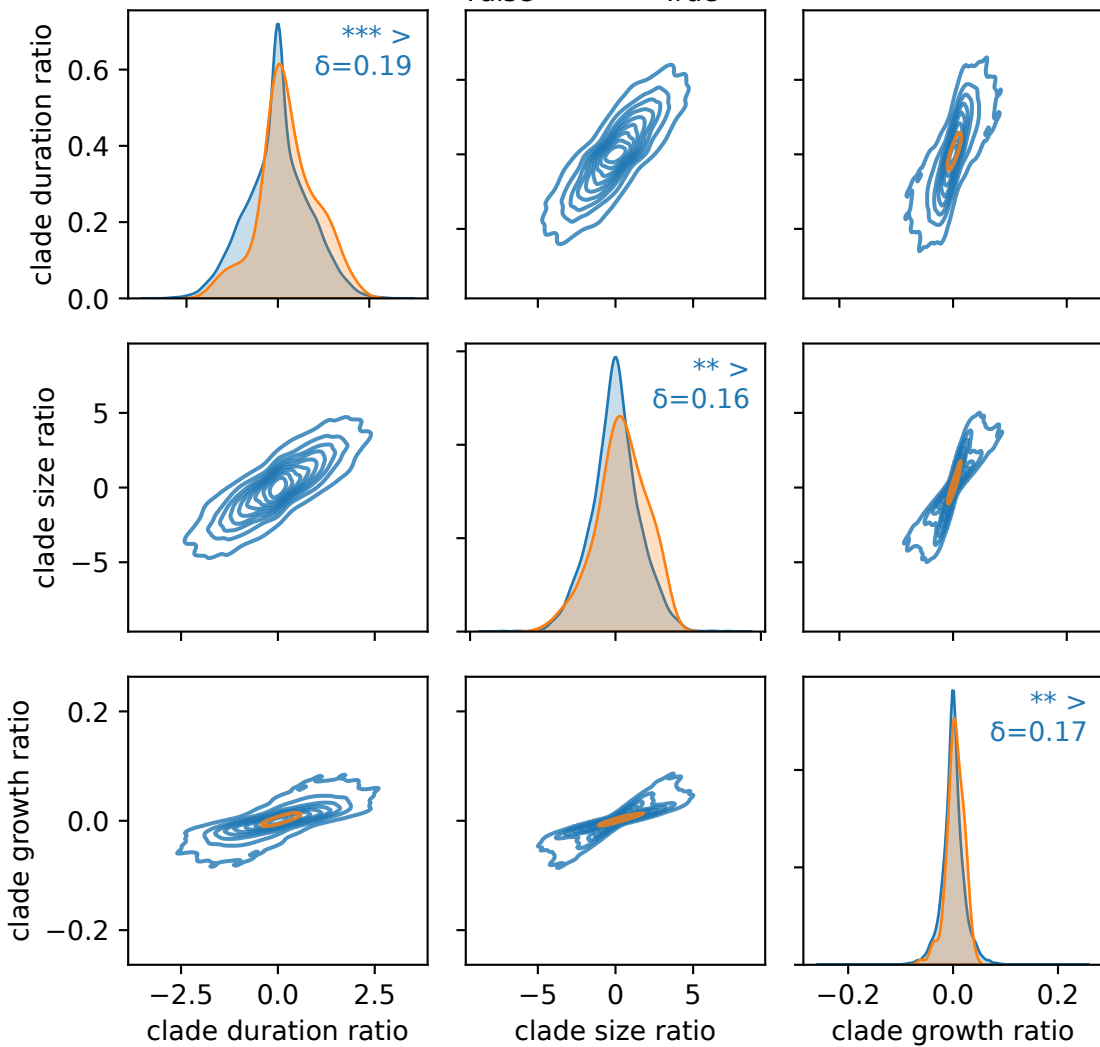 clade duration ratio
0.6
0.4
0.2
0.0
*** >
δ=0.19
clade size ratio
5
0
−5
** >
δ=0.16
clade growth ratio
0.2
0.0
−0.2
** >
δ=0.17
−2.5 0.0 2.5
−5 0 5
−0.2 0.0 0.2
clade duration ratio
clade size ratio
clade growth ratio